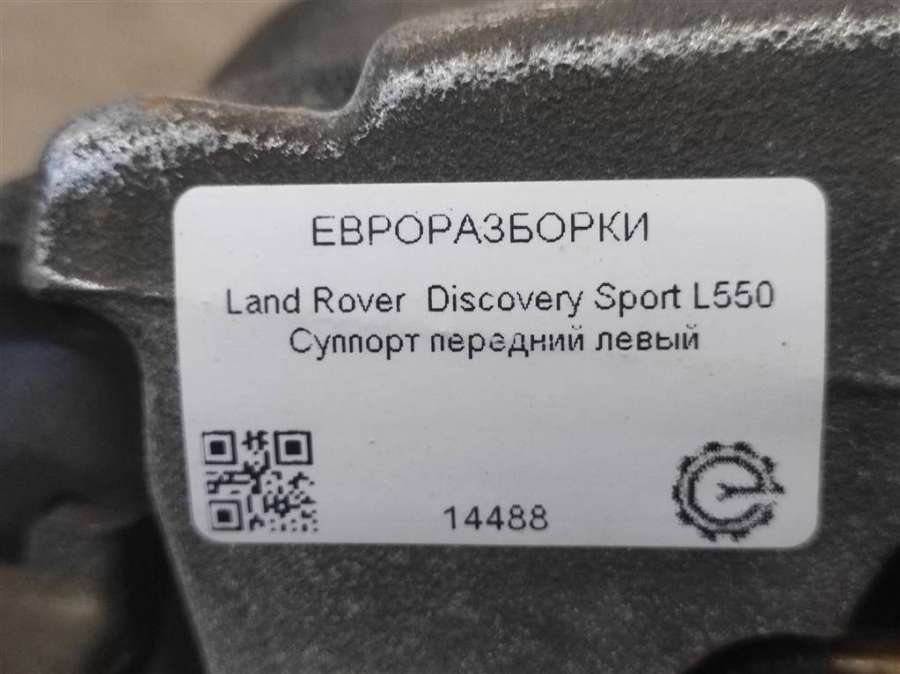 ЕВРОРАЗБОРКИ
Land Rover Discovery Sport L550
Суппорт передний левый
14488